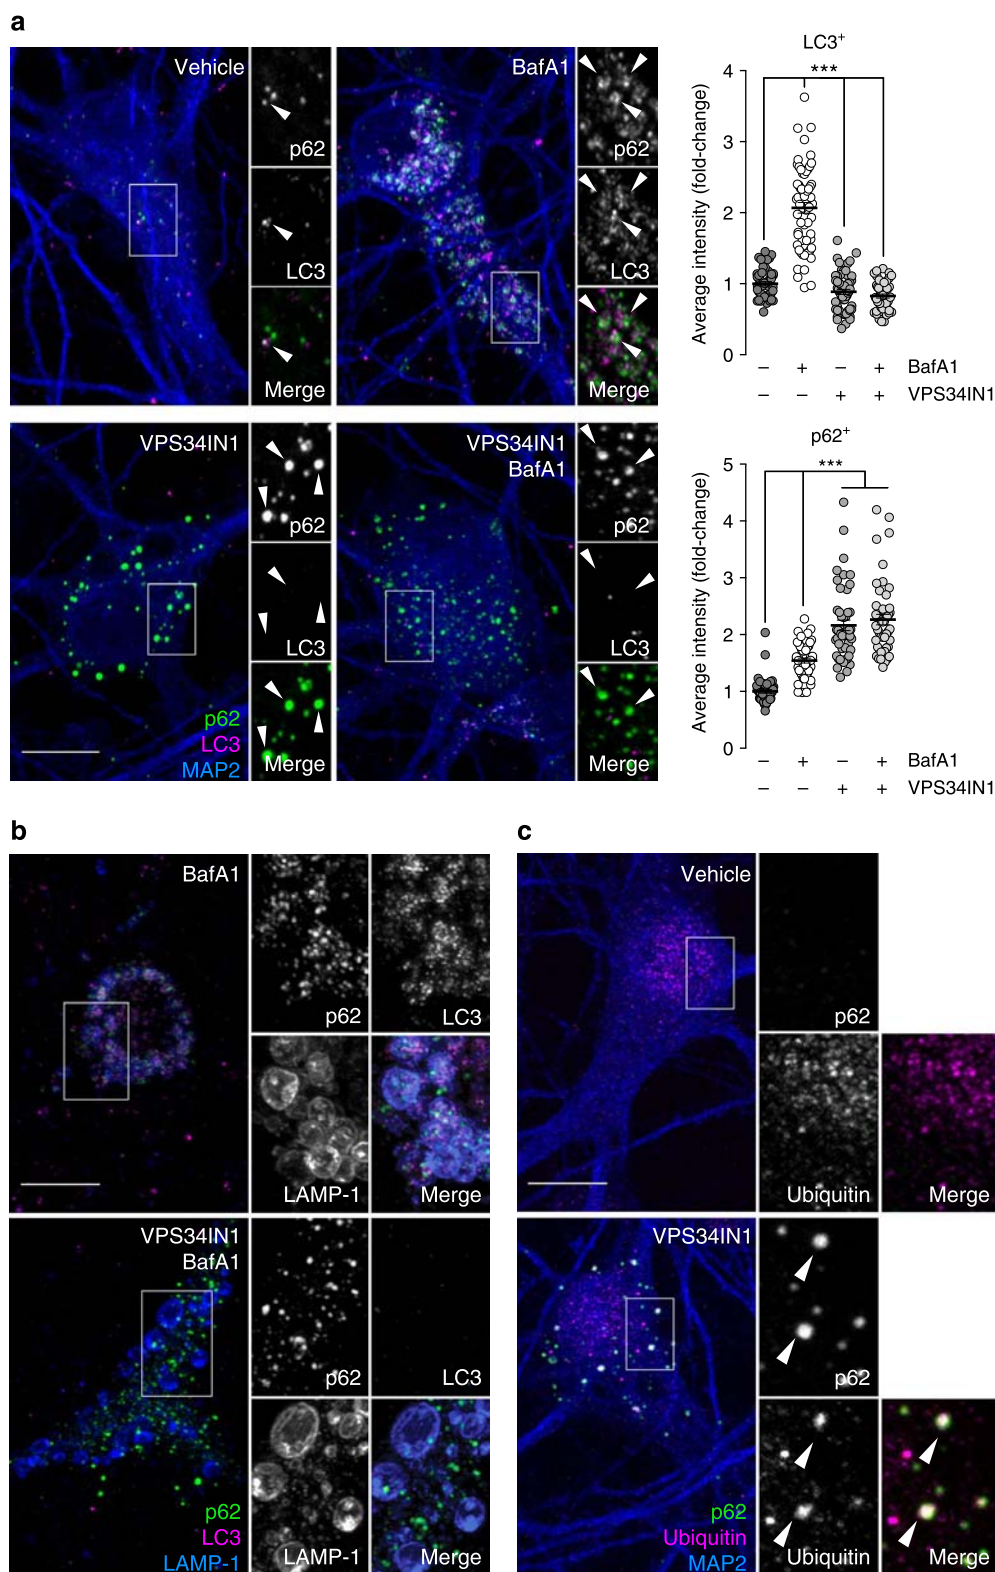 a
Vehicle
p62
LC3
Merge
BafA1
p62
LC3
Merge
VPS34IN1
p62
LC3
Merge
p62
LC3
MAP2
VPS34IN1
BafA1
p62
LC3
Merge
LC3+
***
Average intensity (fold-change)
4
3
2
1
0
− + − + BafA1
− − + + VPS34IN1
p62+
***
Average intensity (fold-change)
5
4
3
2
1
0
− + − + BafA1
− − + + VPS34IN1
b
BafA1
p62
LC3
LAMP-1
Merge
VPS34IN1
BafA1
p62
LC3
p62
LC3
LAMP-1
LAMP-1
Merge
c
Vehicle
p62
Ubiquitin
Merge
VPS34IN1
p62
p62
Ubiquitin
MAP2
Ubiquitin
Merge